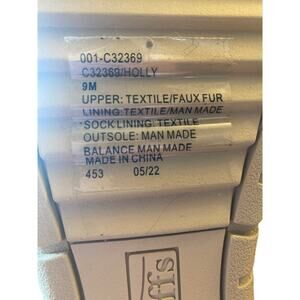 001-C32369
C32369/HOLLY
9M
UPPER: TEXTILE/FAUX FUR
LINING: TEXTILE/MAN MADE
SOCK LINING: TEXTILE
OUTSOLE: MAN MADE
BALANCE MAN MADE
MADE IN CHINA
453 05/22